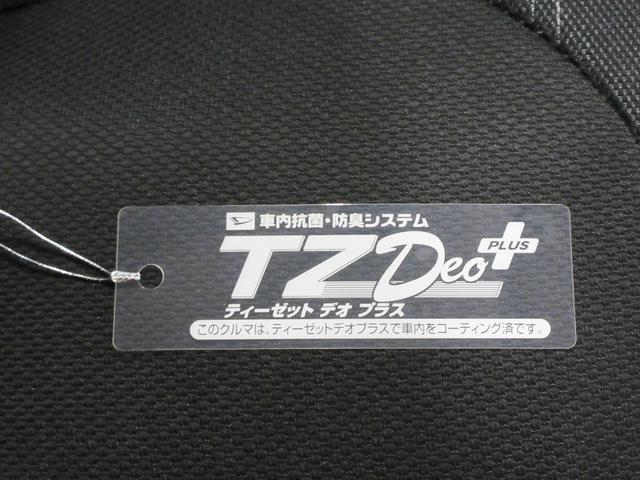 車内抗菌・防臭システム
TZ Deo PLUS
ティーゼット デオ プラス
このクルマは、ティーゼットデオプラスで車内をコーティング済です。